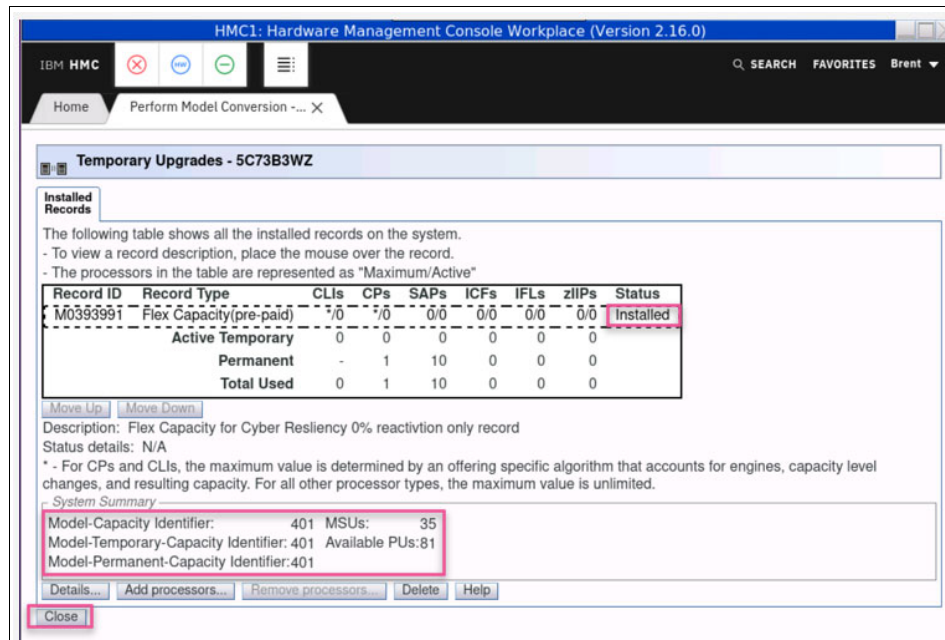 HMC1: Hardware Management Console Workplace (Version 2.16.0)
IBM HMC HW SEARCH FAVORITES Brent
Home Perform Model Conversion -... X
Temporary Upgrades - 5C73B3WZ
Installed
Records
The following table shows all the installed records on the system.
- To view a record description, place the mouse over the record.
- The processors in the table are represented as "Maximum/Active"
Record ID Record Type CLIs CPs SAPs ICFs IFLs zIIPs Status
M0393991 Flex Capacity(pre-paid) */0 */0 0/0 0/0 0/0 0/0 Installed
Active Temporary 0 0 0 0 0 0
Permanent - 1 10 0 0 0
Total Used 0 1 10 0 0 0
Move Up Move Down
Description: Flex Capacity for Cyber Resliency 0% reactivtion only record
Status details: N/A
* - For CPs and CLIs, the maximum value is determined by an offering specific algorithm that accounts for engines, capacity level
changes, and resulting capacity. For all other processor types, the maximum value is unlimited.
System Summary
Model-Capacity Identifier: 401 MSUs: 35
Model-Temporary-Capacity Identifier: 401 Available PUs:81
Model-Permanent-Capacity Identifier:401
Details... Add processors... Remove processors... Delete Help
Close